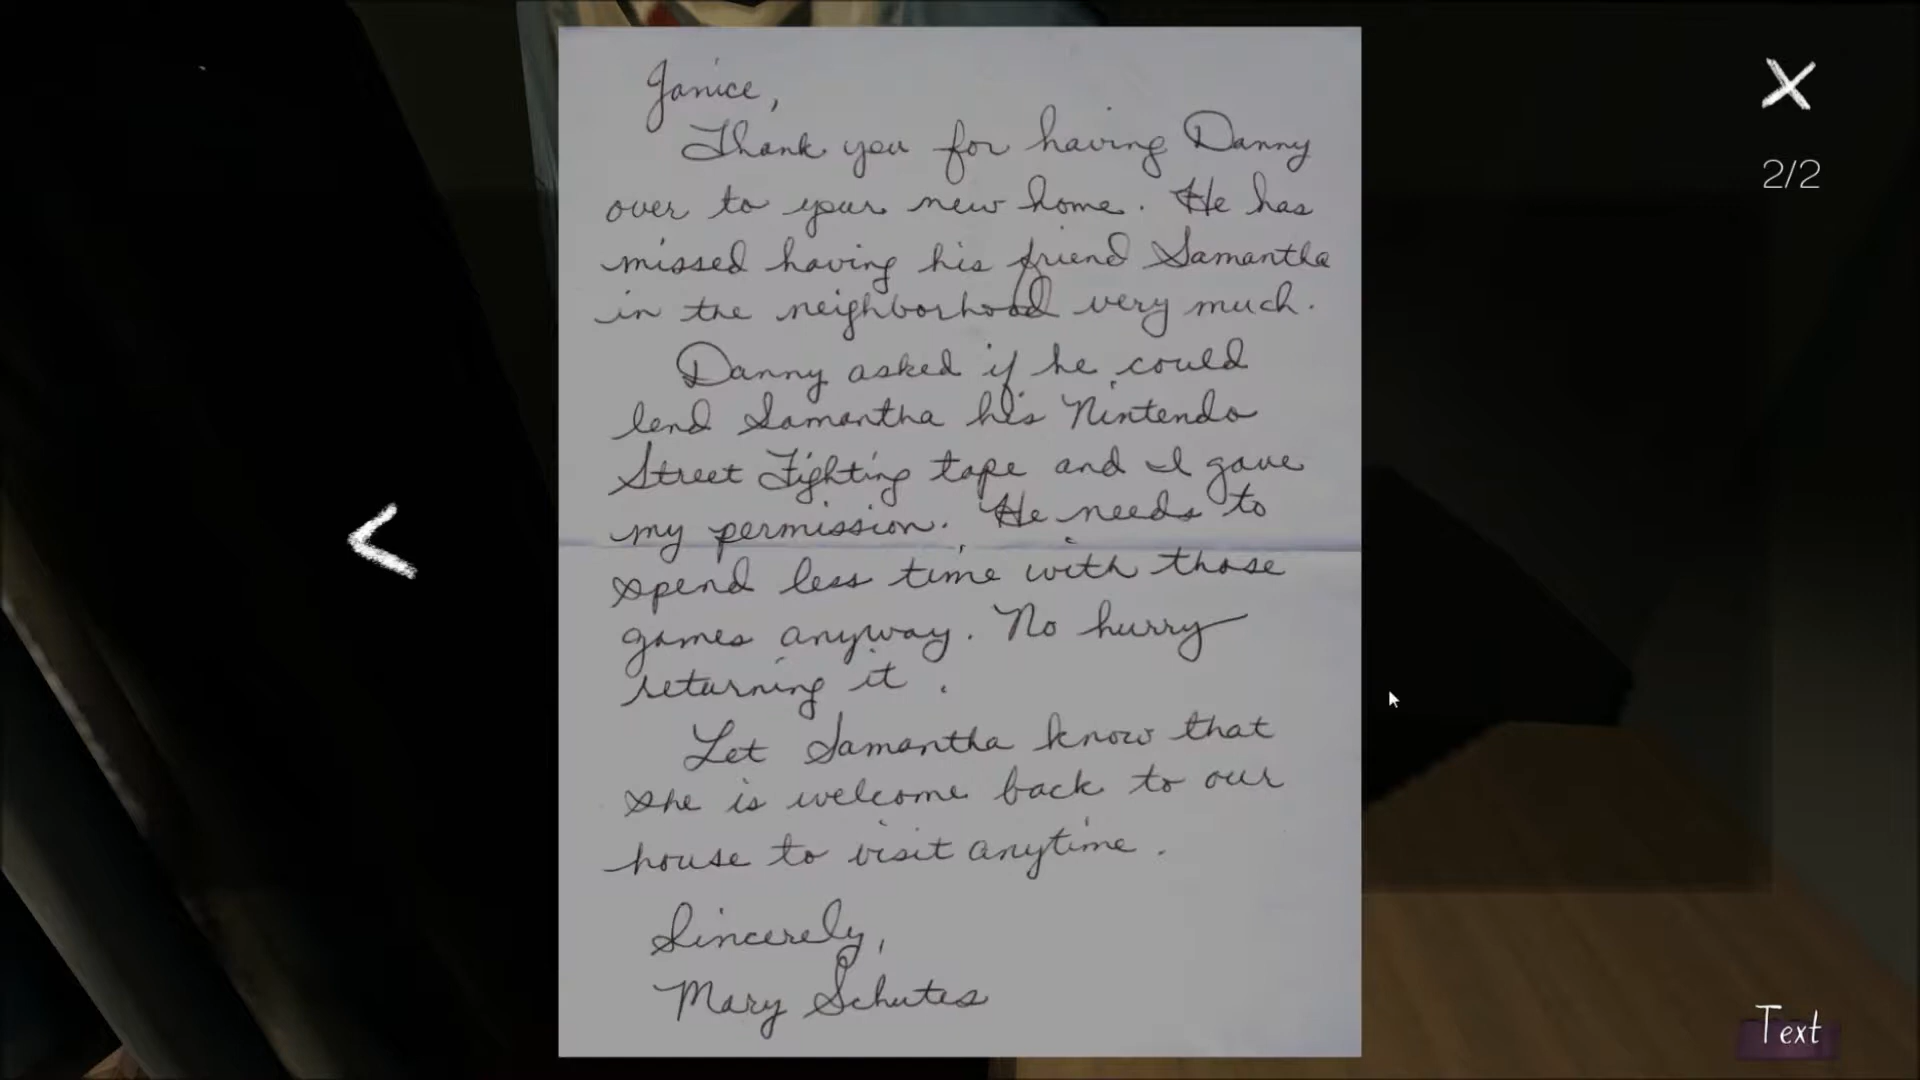 Janice,
Thank you for having Danny
over to your new home. He has
missed having his friend Samantha
in the neighborhood very much.
Danny asked if he could
lend Samantha his Nintendo
Street Fighting tape and I gave
my permission. He needs to
spend less time with those
games anyway. No hurry
returning it.
Let Samantha know that
she is welcome back to our
house to visit anytime.
Sincerely,
Mary Schutes
2/2
Text